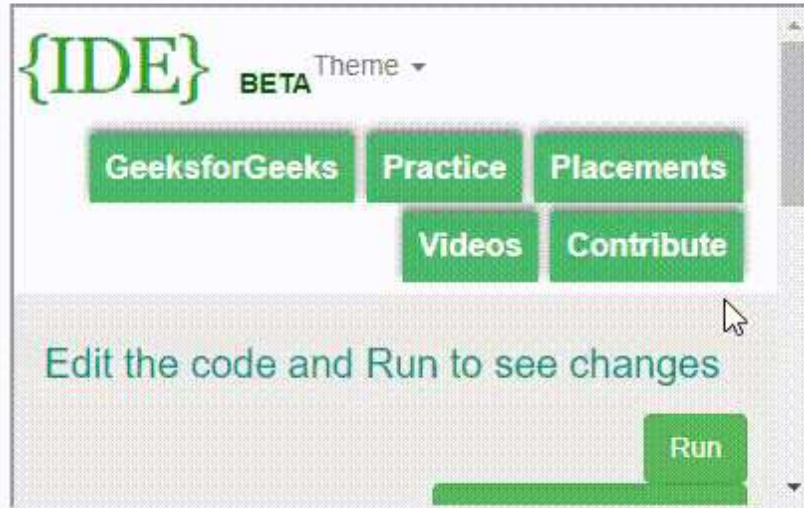 {IDE} BETA Theme
GeeksforGeeks Practice Placements
Videos Contribute
Edit the code and Run to see changes
Run